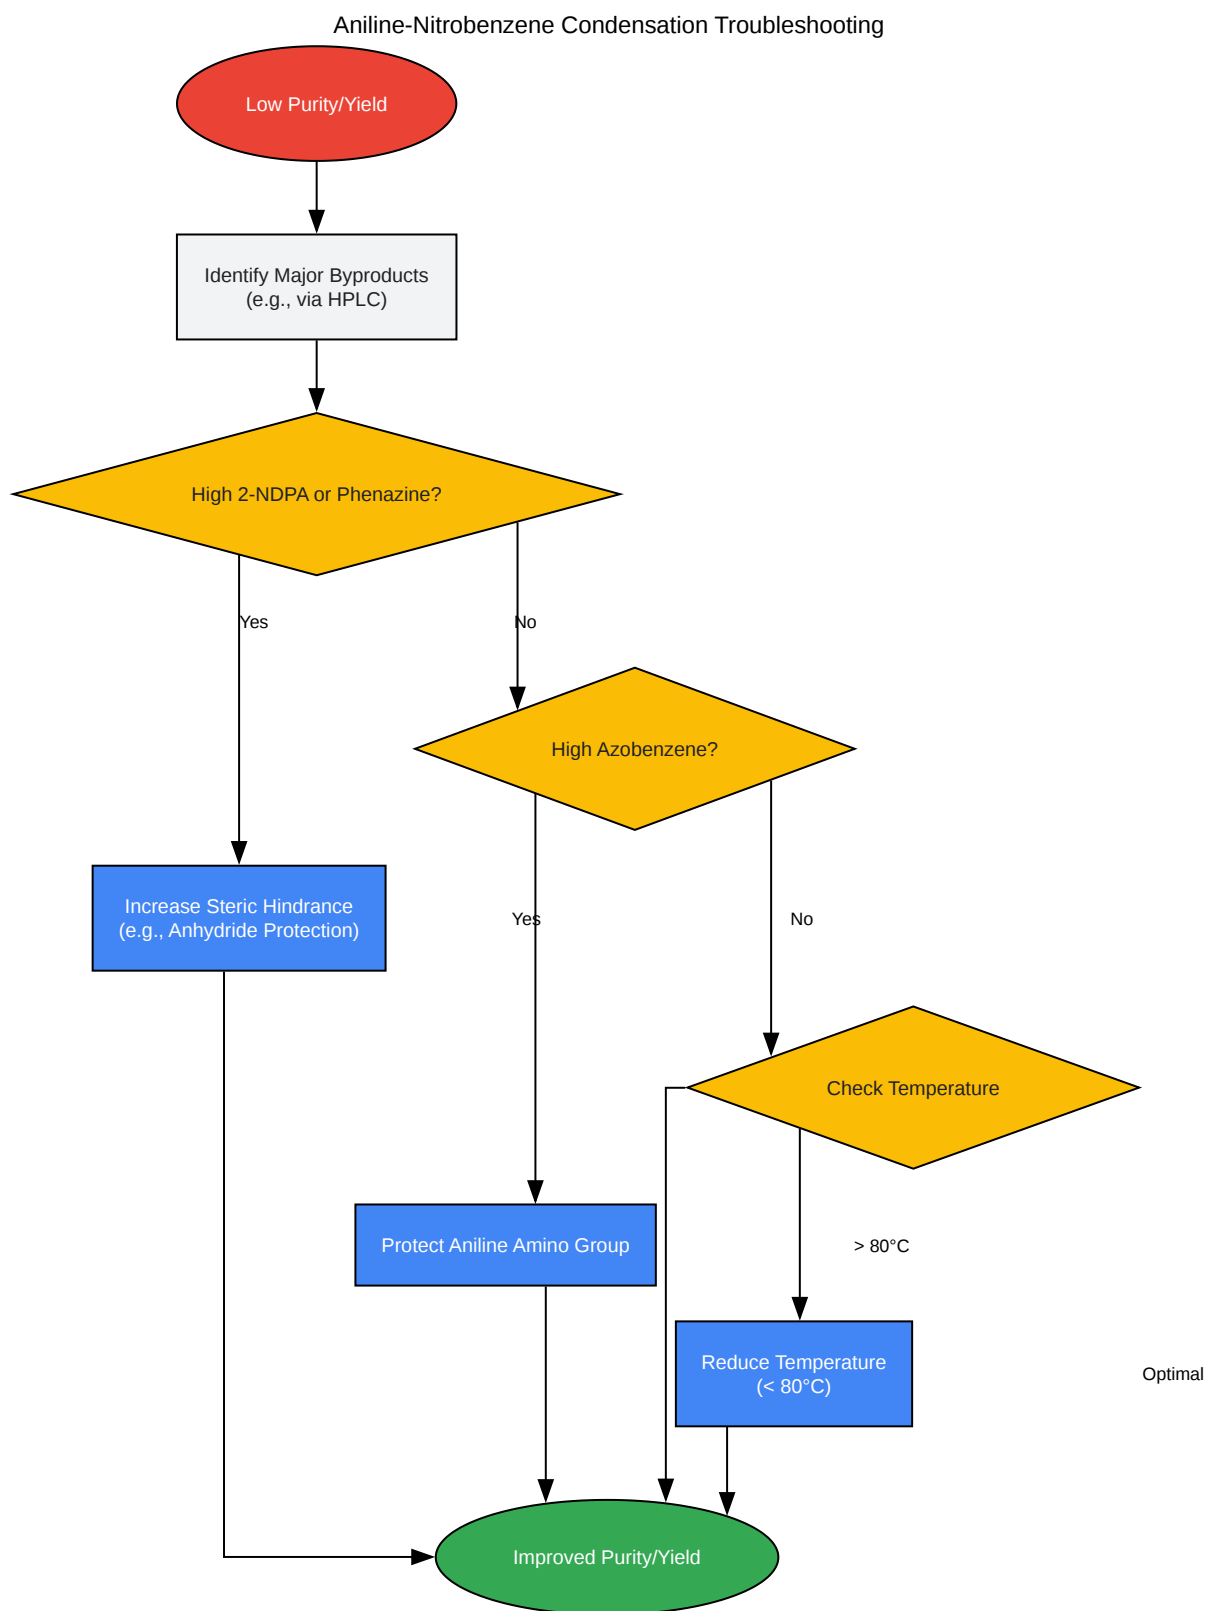 Aniline-Nitrobenzene Condensation Troubleshooting
Low Purity/Yield
Identify Major Byproducts
(e.g., via HPLC)
High 2-NDPA or Phenazine?
Yes
No
High Azobenzene?
Increase Steric Hindrance
(e.g., Anhydride Protection)
Yes
No
Check Temperature
Protect Aniline Amino Group
> 80°C
Reduce Temperature
(< 80°C)
Optimal
Improved Purity/Yield